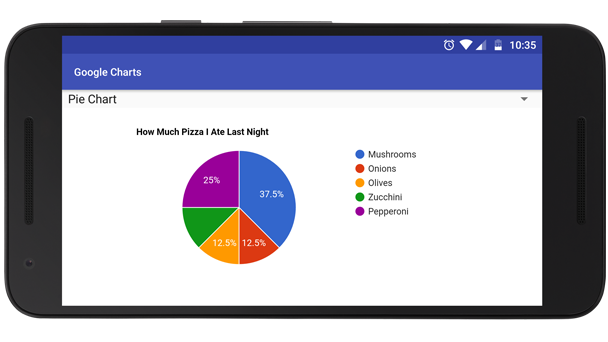 10:35
Google Charts
Pie Chart
How Much Pizza I Ate Last Night
25%
37.5%
12.5%
12.5%
Mushrooms
Onions
Olives
Zucchini
Pepperoni